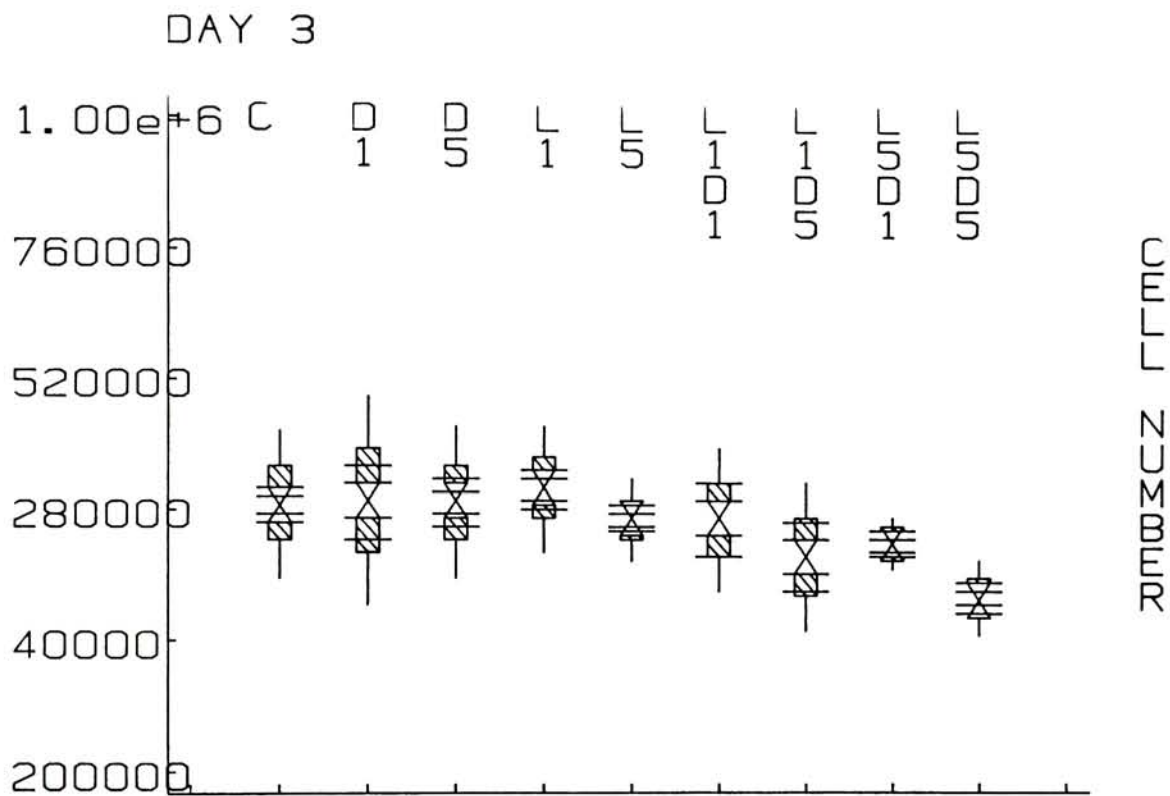 DAY 3
1.00e+6 C D D L L L L L L
1 5 1 5 1 1 5 5
D D D D
1 5 1 5
760000
520000
280000
40000
200000
CELL NUMBER